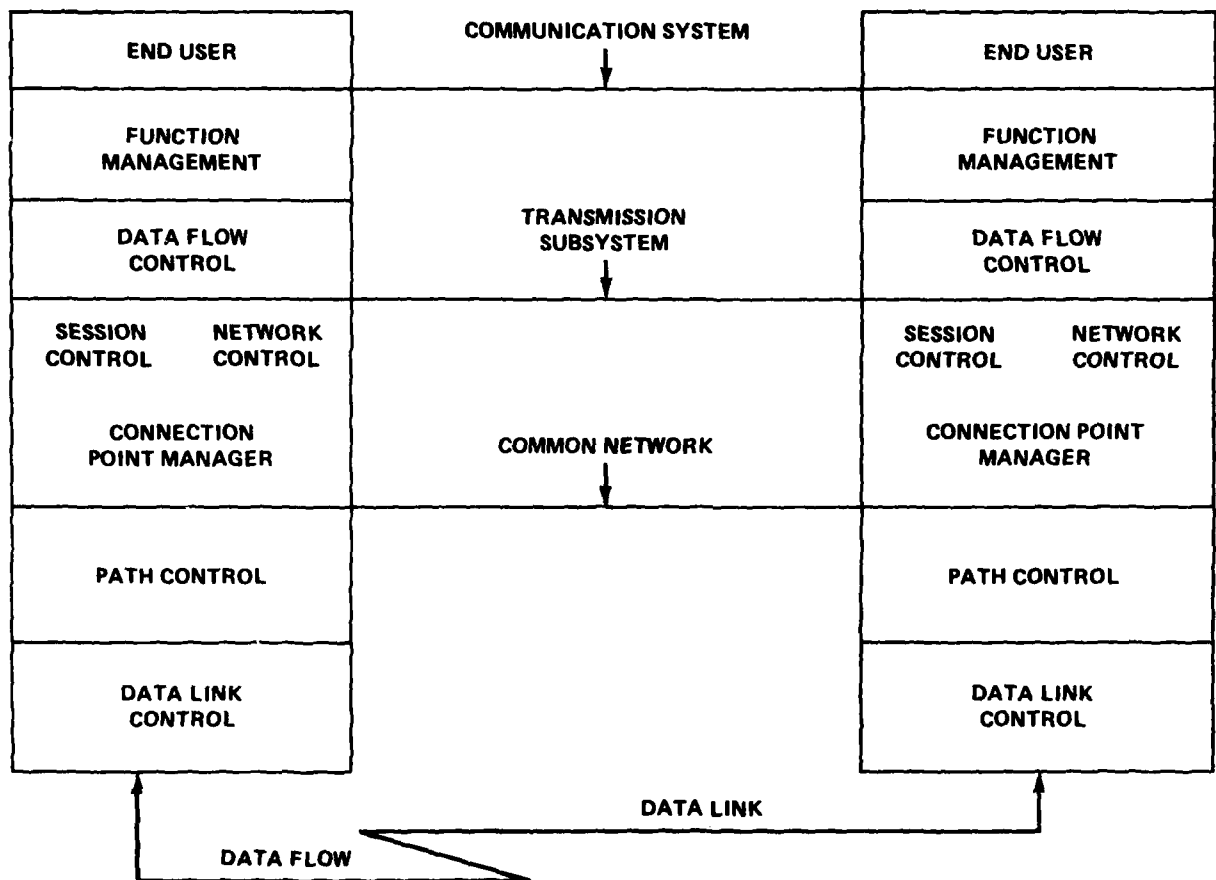 END USER
COMMUNICATION SYSTEM
END USER
FUNCTION
MANAGEMENT
FUNCTION
MANAGEMENT
DATA FLOW
CONTROL
TRANSMISSION
SUBSYSTEM
DATA FLOW
CONTROL
SESSION
CONTROL
NETWORK
CONTROL
SESSION
CONTROL
NETWORK
CONTROL
CONNECTION
POINT MANAGER
COMMON NETWORK
CONNECTION POINT
MANAGER
PATH CONTROL
PATH CONTROL
DATA LINK
CONTROL
DATA LINK
CONTROL
DATA LINK
DATA FLOW